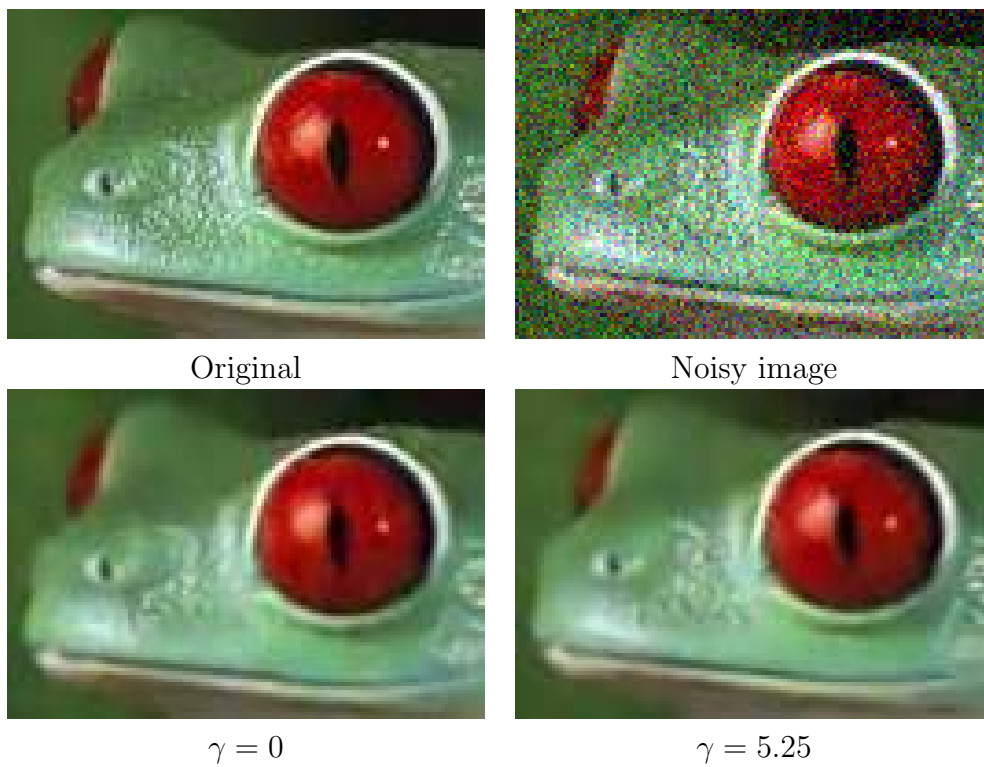 Original
Noisy image
γ = 0
γ = 5.25